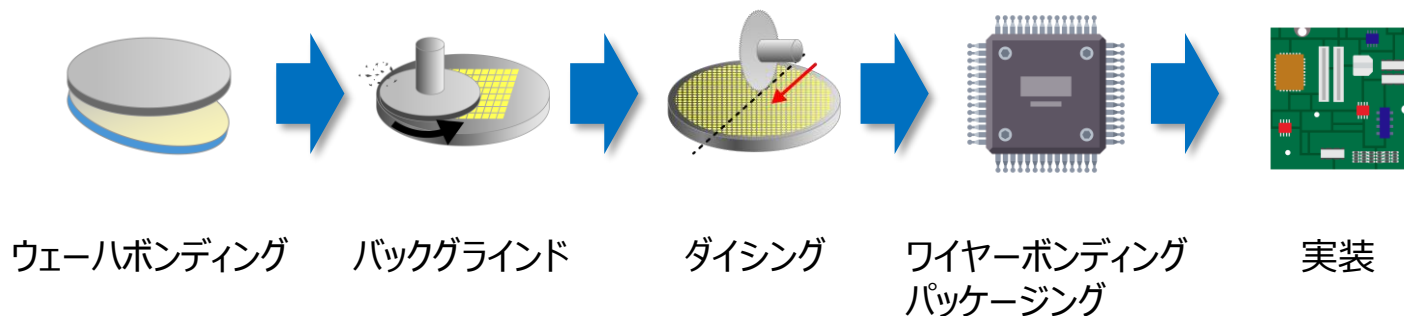 ウェーハボンディング
バックグラインド
ダイシング
ワイヤーボンディング
パッケージング
実装